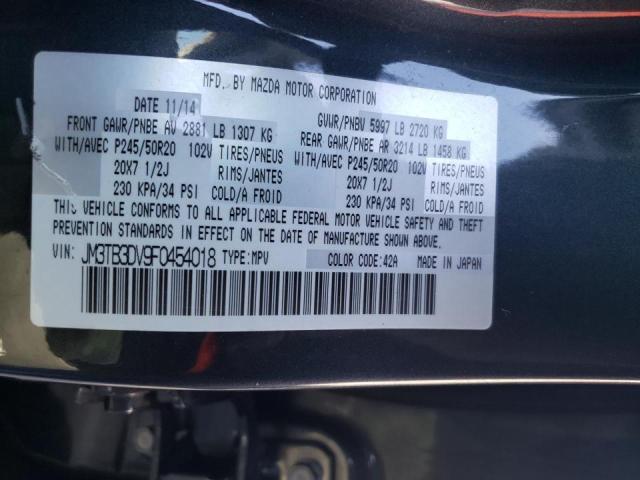 MFD. BY MAZDA MOTOR CORPORATION
DATE 11/14 GVWR/PNBV 5997 LB 2720 KG
FRONT GAWR/PNBE AV 2881 LB 1307 KG REAR GAWR/PNBE AR 3214 LB 1458 KG
WITH/AVEC P245/50R20 102V TIRES/PNEUS WITH/AVEC P245/50R20 102V TIRES/PNEUS
20X7 1/2J RIMS/JANTES 20X7 1/2J RIMS/JANTES
230 KPA/34 PSI COLD/A FROID 230 KPA/34 PSI COLD/A FROID
THIS VEHICLE CONFORMS TO ALL APPLICABLE FEDERAL MOTOR VEHICLE SAFETY AND THEFT
PREVENTION STANDARDS IN EFFECT ON THE DATE OF MANUFACTURE SHOWN ABOVE.
VIN: JM3TB3DV9F0454018 TYPE:MPV COLOR CODE:42A MADE IN JAPAN